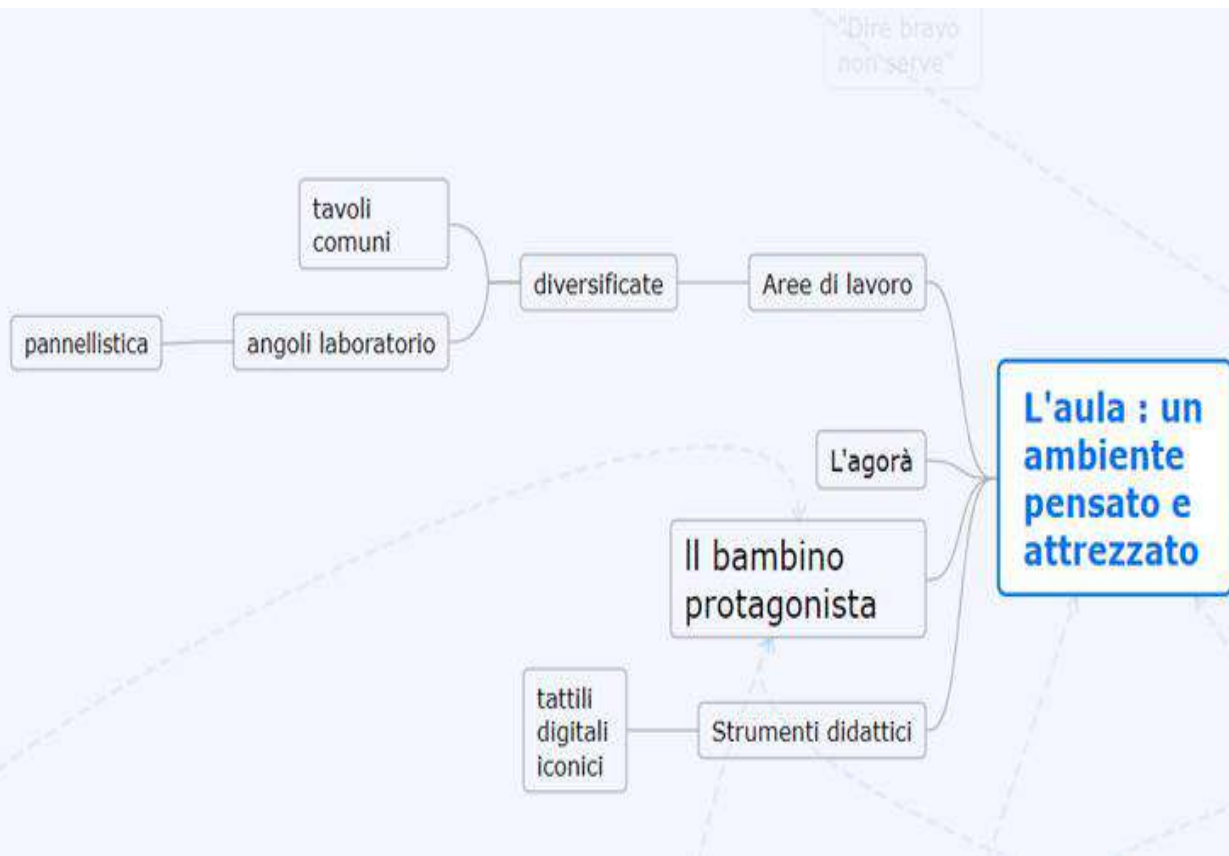 "Dire bravo
non serve"
tavoli
comuni
diversificate
Aree di lavoro
pannellistica
angoli laboratorio
L'aula : un
ambiente
pensato e
attrezzato
L'agorà
Il bambino
protagonista
tattili
digitali
iconici
Strumenti didattici